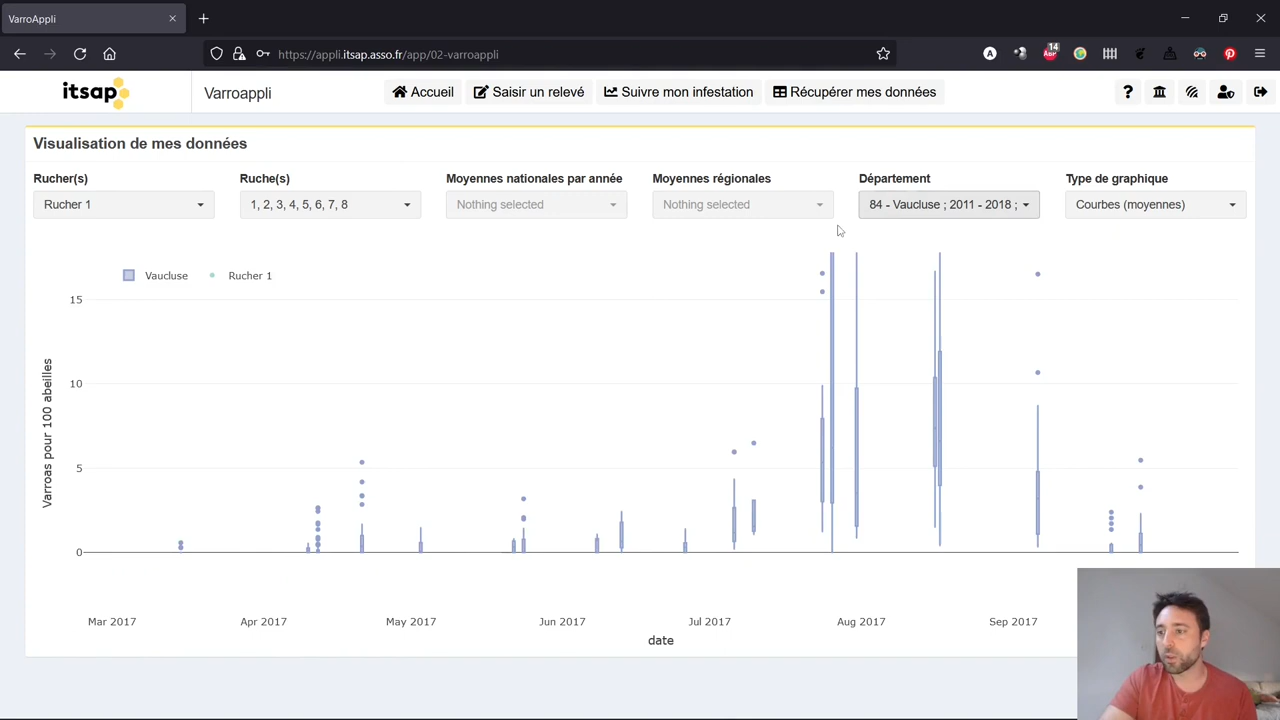 VarroAppli
https://appli.itsap.asso.fr/app/02-varroappli
14
itsap
Varroappli
Accueil
Saisir un relevé
Suivre mon infestation
Récupérer mes données
?
Visualisation de mes données
Rucher(s)
Ruche(s)
Moyennes nationales par année
Moyennes régionales
Département
Type de graphique
Rucher 1
1, 2, 3, 4, 5, 6, 7, 8
Nothing selected
Nothing selected
84 - Vaucluse ; 2011 - 2018 ;
Courbes (moyennes)
Vaucluse
Rucher 1
15
10
5
0
Varroas pour 100 abeilles
Mar 2017
Apr 2017
May 2017
Jun 2017
Jul 2017
Aug 2017
Sep 2017
date